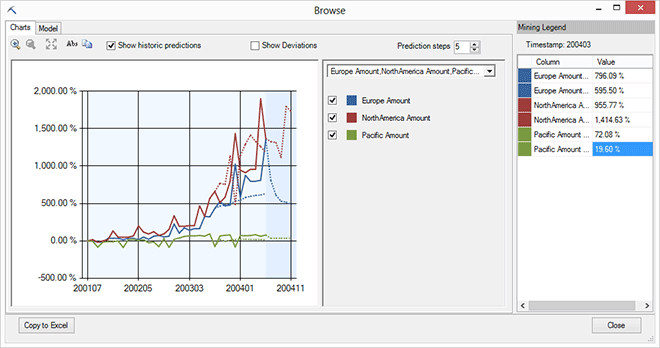 Browse
Charts
Model
Abs
Show historic predictions
Show Deviations
Prediction steps 5
2,000.00 %
1,500.00 %
1,000.00 %
500.00 %
0.00 %
-500.00 %
200107
200205
200303
200401
200411
Europe Amount,NorthAmerica Amount,Pacific...
Europe Amount
NorthAmerica Amount
Pacific Amount
Mining Legend
Timestamp: 200403
Column Value
Europe Amount... 796.09 %
Europe Amount... 595.50 %
NorthAmerica A... 955.77 %
NorthAmerica A... 1,414.63 %
Pacific Amount ... 72.08 %
Pacific Amount ... 19.60 %
Copy to Excel
Close